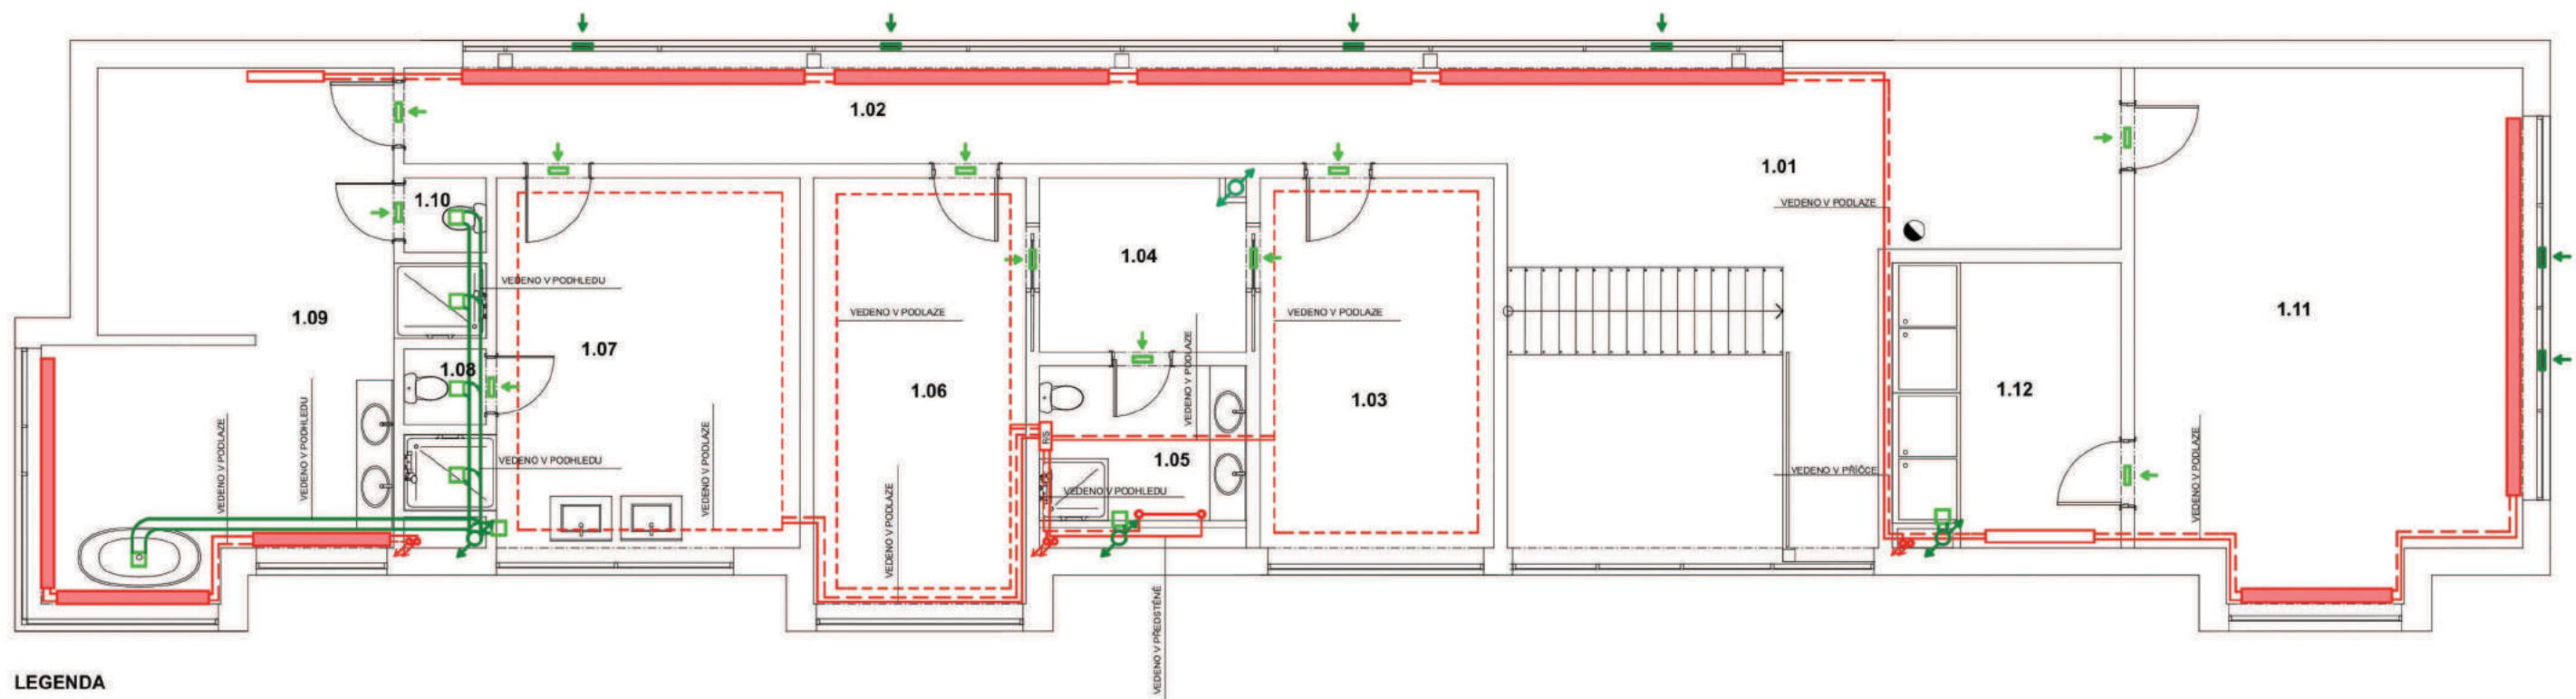 1.02
1.01
VEDENO V PODLAZE
1.10
1.04
VEDENO V PODHLEDU
1.09
1.07
VEDENO V PODLAZE
VEDENO V PODLAZE
1.11
1.08
VEDENO V PODLAZE
1.06
1.03
1.12
VEDENO V PODLAZE
VEDENO V PODHLEDU
VEDENO V PODLAZE
R/S
VEDENO V PODLAZE
VEDENO V PODHLEDU
1.05
VEDENO V PŘÍČCE
VEDENO V PODHLEDU
VEDENO V PODLAZE
VEDENO V PŘEDSTĚNĚ
LEGENDA